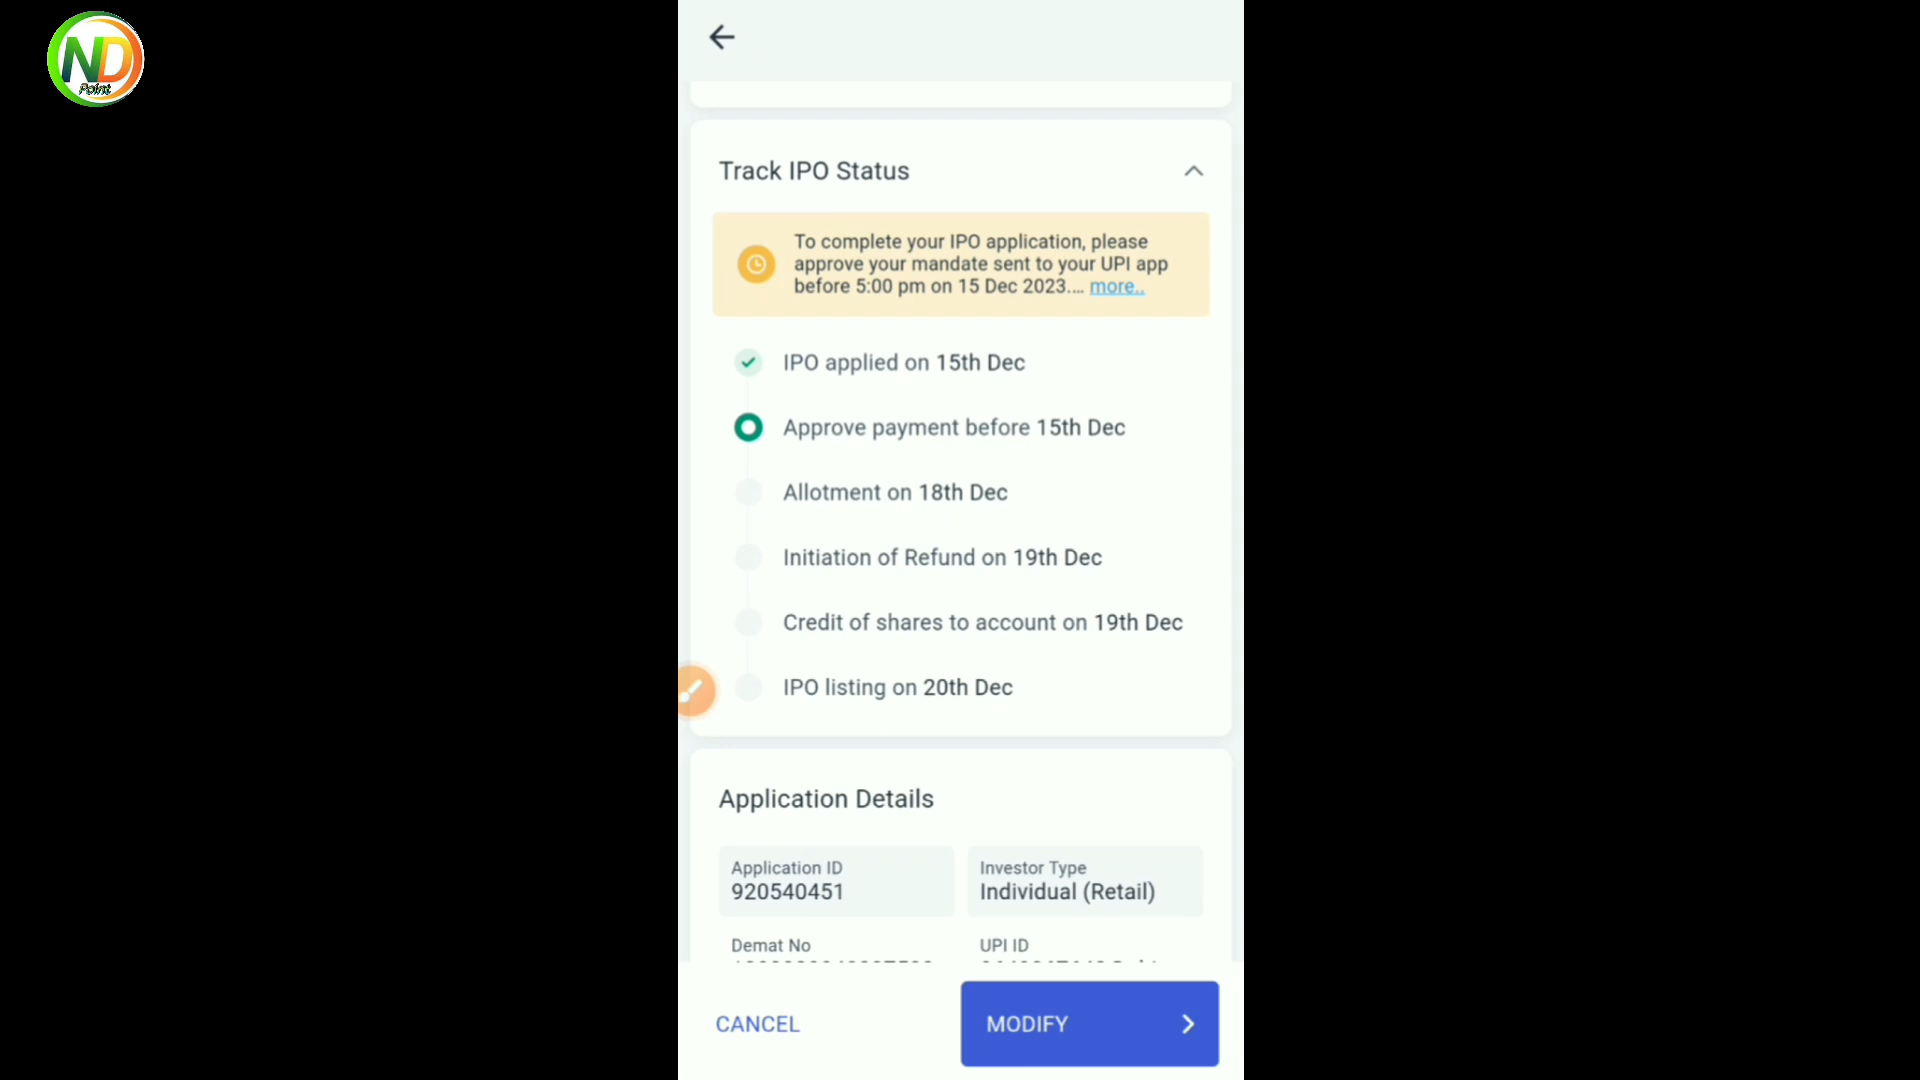 ND
Point
Track IPO Status
To complete your IPO application, please
approve your mandate sent to your UPI app
before 5:00 pm on 15 Dec 2023.... more..
IPO applied on 15th Dec
Approve payment before 15th Dec
Allotment on 18th Dec
Initiation of Refund on 19th Dec
Credit of shares to account on 19th Dec
IPO listing on 20th Dec
Application Details
Application ID
920540451
Investor Type
Individual (Retail)
Demat No
UPI ID
CANCEL
MODIFY